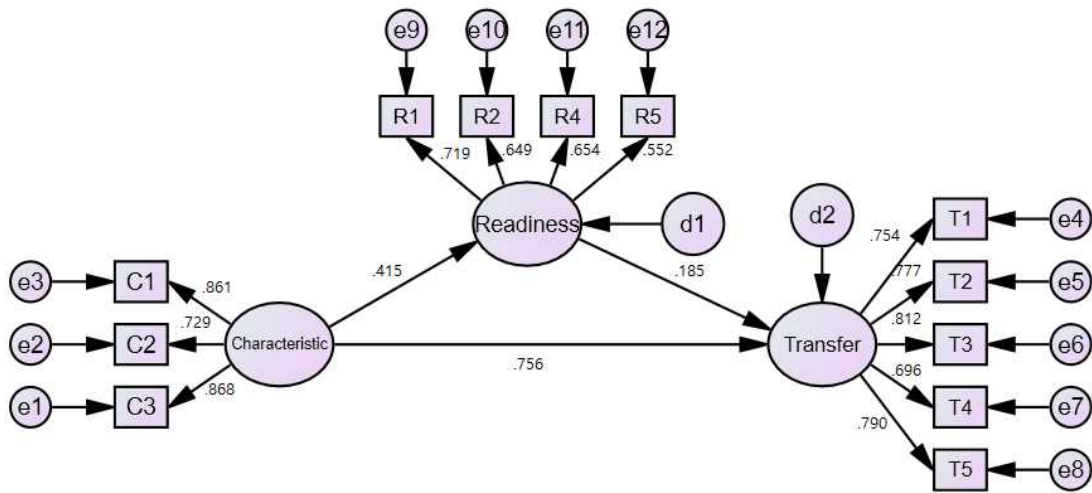 e9 e10 e11 e12
R1 R2 R4 R5
.719 .649 .654 .552
Readiness
d1
d2
.415
.185
e3 C1 .861
e2 C2 .729
e1 C3 .868
Characteristic
.756
Transfer
.754 T1 e4
.777 T2 e5
.812 T3 e6
.696 T4 e7
.790 T5 e8